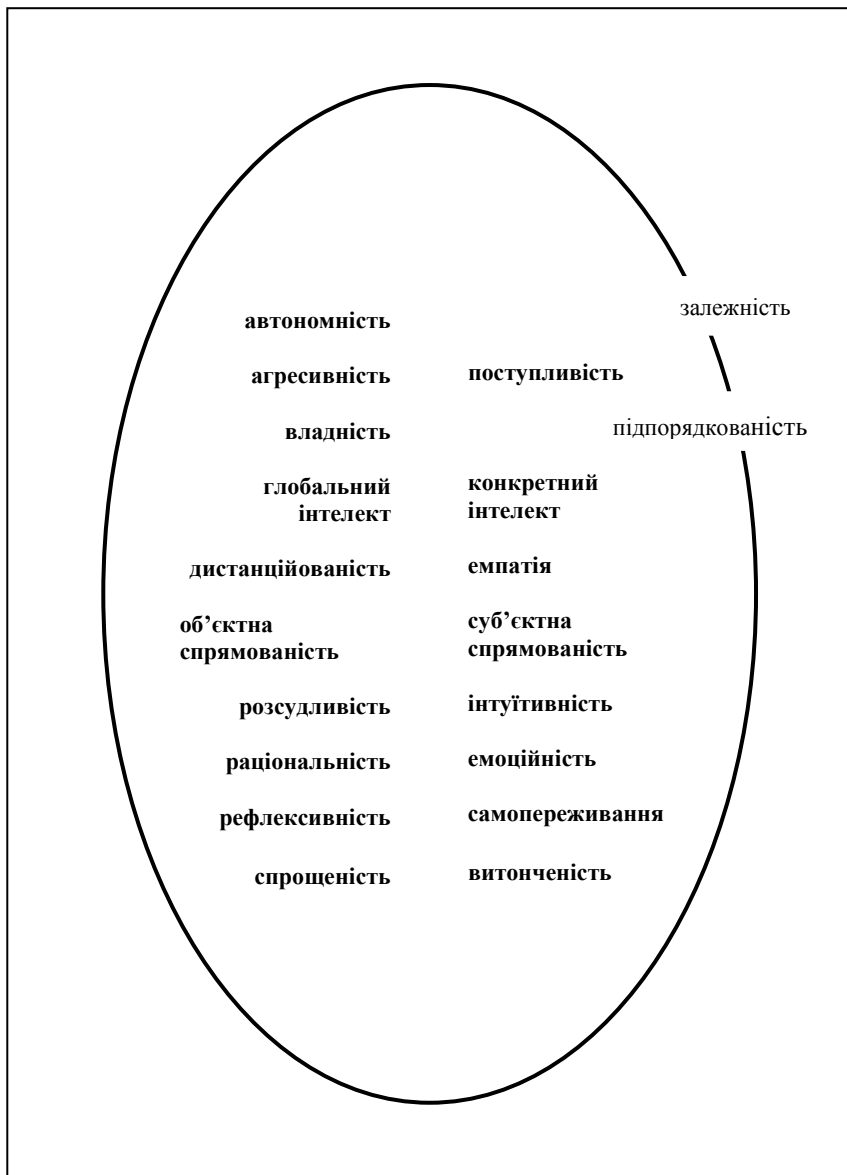 автономність
залежність
агресивність
поступливість
владність
підпорядкованість
глобальний
інтелект
конкретний
інтелект
дистанційованість
емпатія
об’єктна
спрямованість
суб’єктна
спрямованість
розсудливість
інтуїтивність
раціональність
емоційність
рефлексивність
самопереживання
спрощеність
витонченість